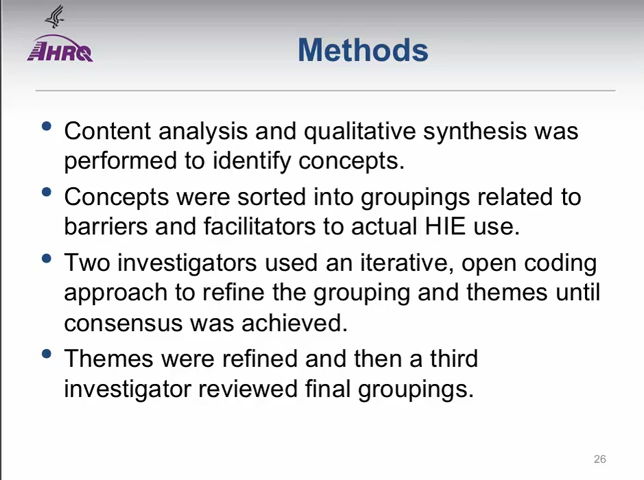 AHRQ
Methods
• Content analysis and qualitative synthesis was
performed to identify concepts.
• Concepts were sorted into groupings related to
barriers and facilitators to actual HIE use.
• Two investigators used an iterative, open coding
approach to refine the grouping and themes until
consensus was achieved.
• Themes were refined and then a third
investigator reviewed final groupings.
26